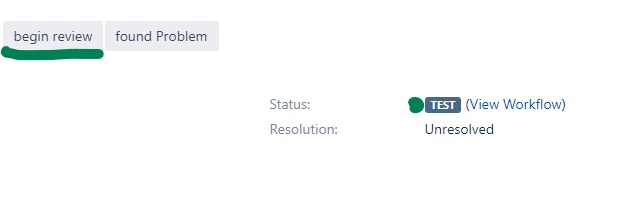 begin review found Problem
Status: TEST (View Workflow)
Resolution: Unresolved